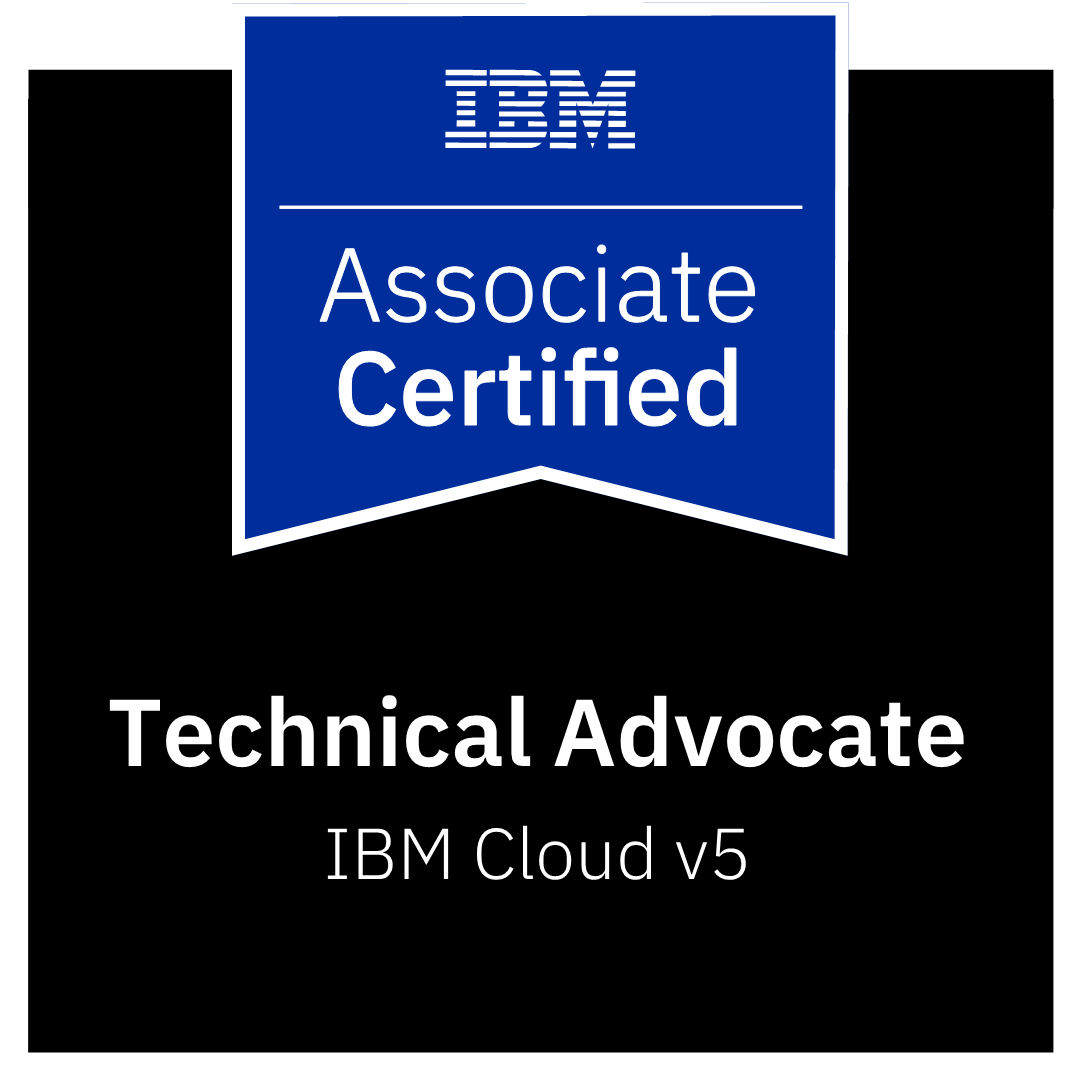 IBM
Associate
Certified
Technical Advocate
IBM Cloud v5